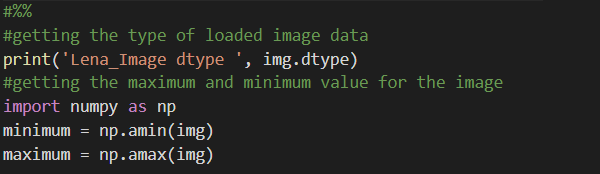 #%%
#getting the type of loaded image data
print('Lena_Image dtype ', img.dtype)
#getting the maximum and minimum value for the image
import numpy as np
minimum = np.amin(img)
maximum = np.amax(img)